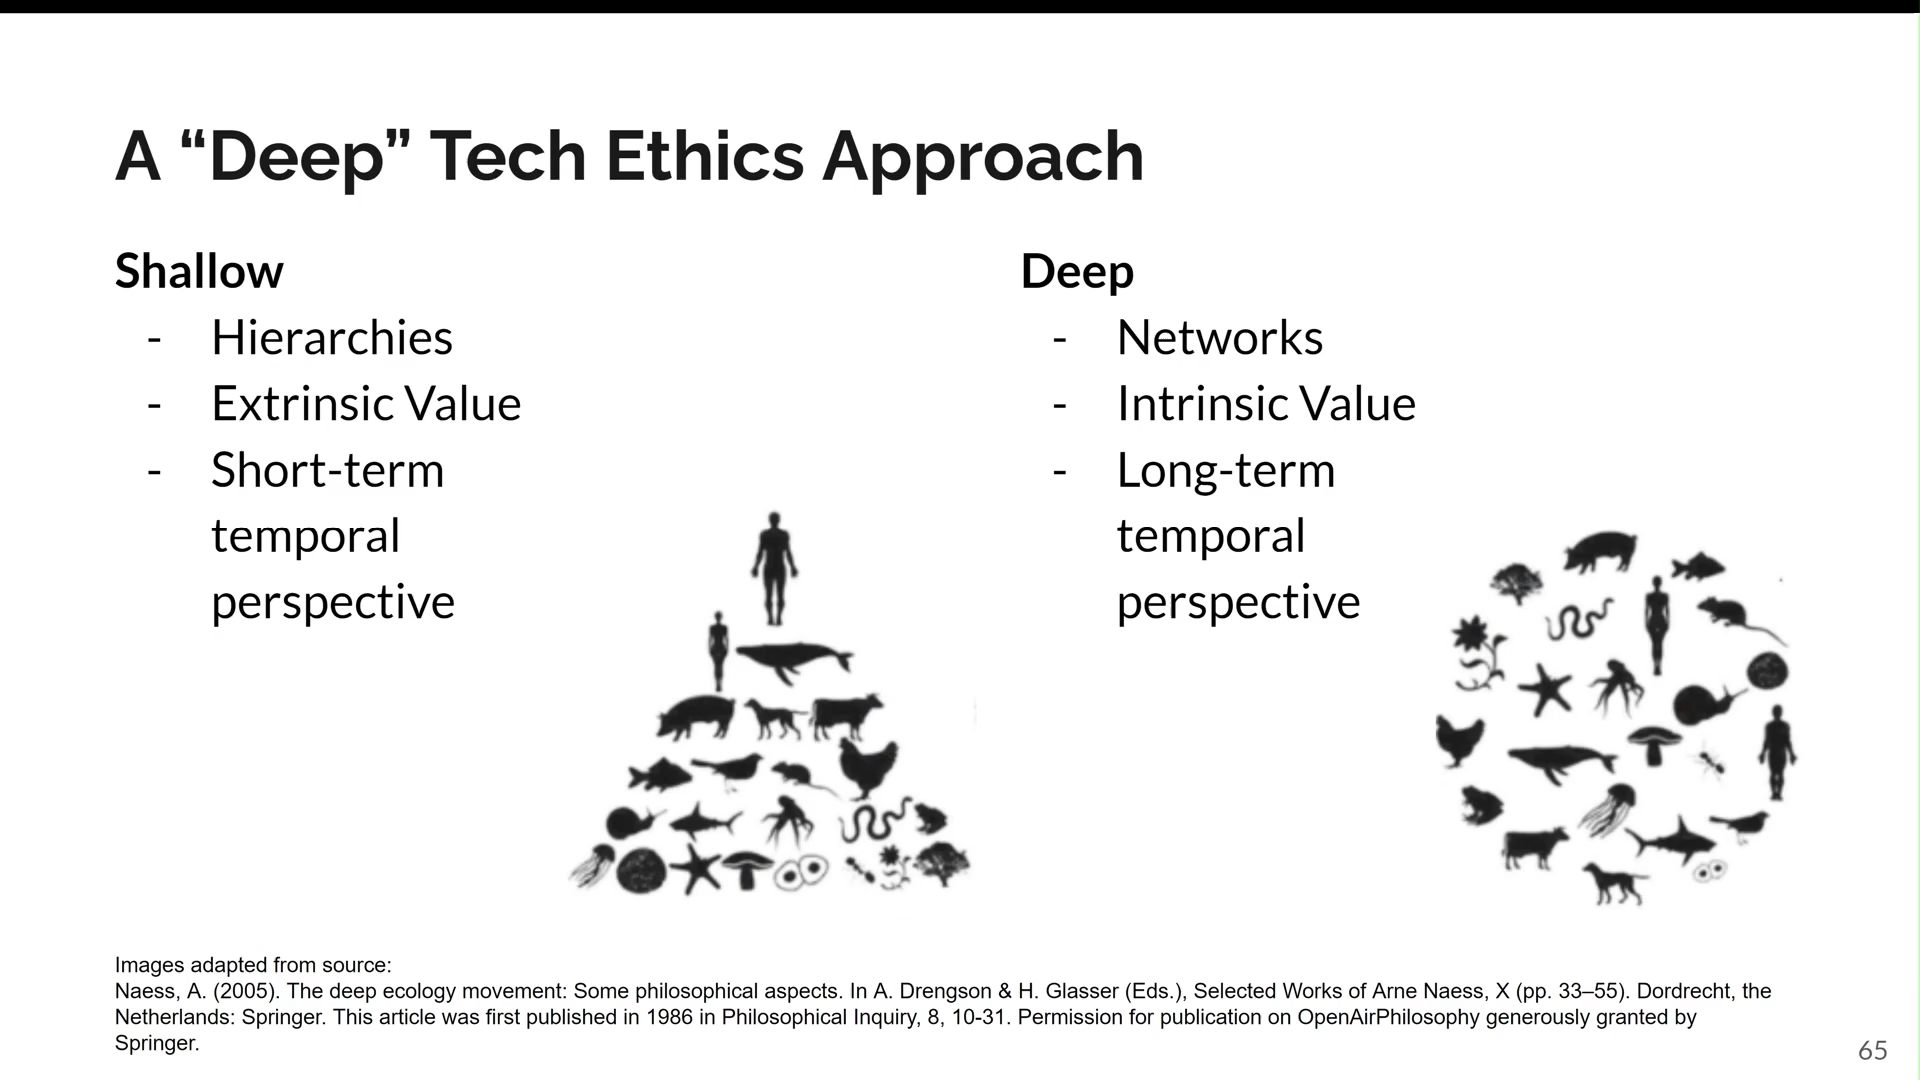 A “Deep” Tech Ethics Approach
Shallow
- Hierarchies
- Extrinsic Value
- Short-term
temporal
perspective
Deep
- Networks
- Intrinsic Value
- Long-term
temporal
perspective
Images adapted from source:
Naess, A. (2005). The deep ecology movement: Some philosophical aspects. In A. Drengson & H. Glasser (Eds.), Selected Works of Arne Naess, X (pp. 33–55). Dordrecht, the
Netherlands: Springer. This article was first published in 1986 in Philosophical Inquiry, 8, 10-31. Permission for publication on OpenAirPhilosophy generously granted by
Springer.
65